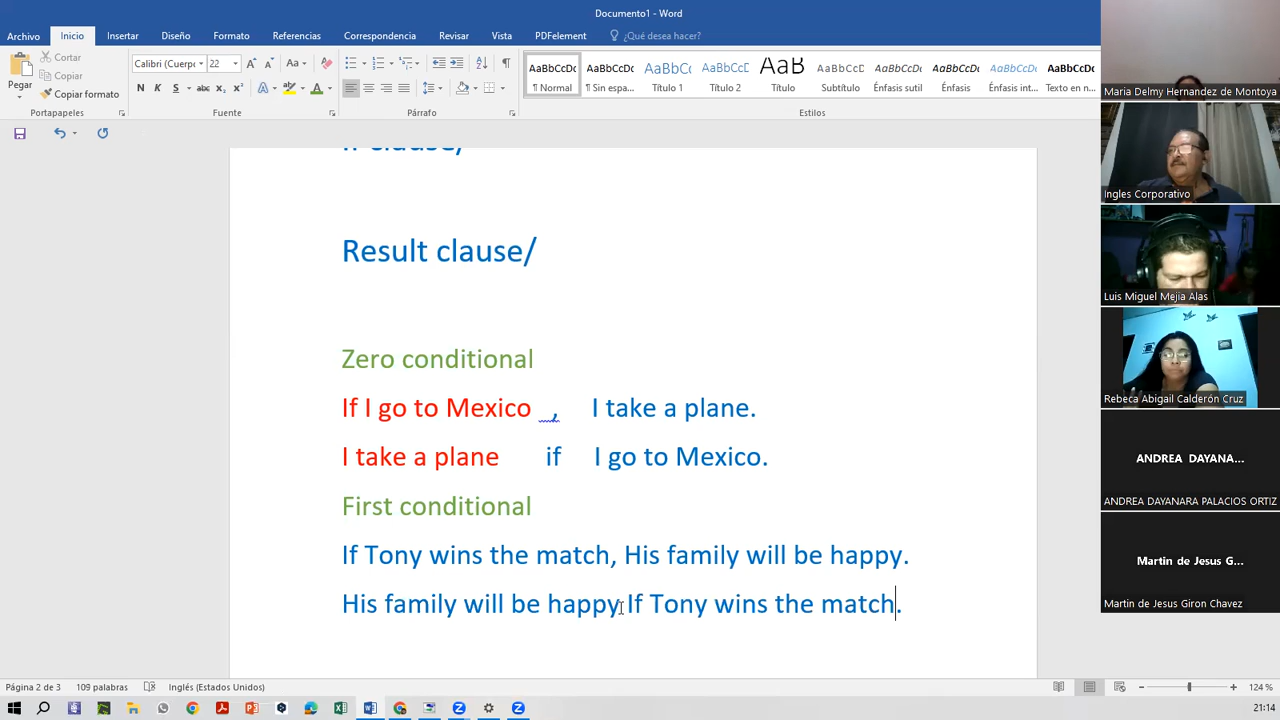 Documento1 - Word
Archivo Inicio Insertar Diseño Formato Referencias Correspondencia Revisar Vista PDFelement ¿Qué desea hacer?
Pegar Cortar Copiar Copiar formato
Calibri (Cuerpo 22
AaBbCcDc AaBbCcDc AaBbCc AaBbCcD AaB AaBbCcD AaBbCcDc AaBbCcDc AaBbCcDc AaBbCcDc
¶ Normal ¶ Sin espa... Título 1 Título 2 Título Subtítulo Énfasis sutil Énfasis Énfasis int... Texto en n...
Portapapeles Fuente Párrafo Estilos
If clause/
Result clause/
Zero conditional
If I go to Mexico , I take a plane.
I take a plane if I go to Mexico.
First conditional
If Tony wins the match, His family will be happy.
His family will be happy If Tony wins the match.
Maria Delmy Hernandez de Montoya
Ingles Corporativo
Luis Miguel Mejia Alas
Rebeca Abigail Calderón Cruz
ANDREA DAYANA...
ANDREA DAYANARA PALACIOS ORTIZ
Martin de Jesus G...
Martin de Jesus Giron Chavez
Página 2 de 3 109 palabras Inglés (Estados Unidos) 124 %
21:14